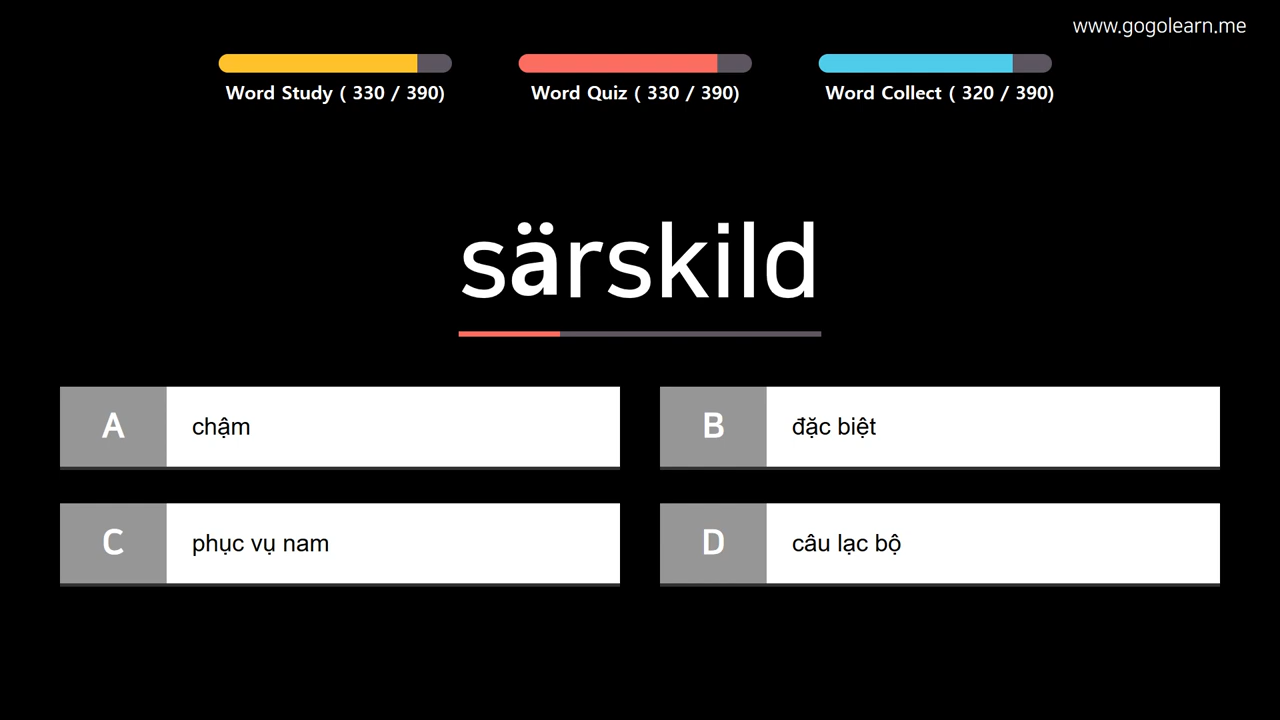 www.gogolearn.me
Word Study ( 330 / 390)
Word Quiz ( 330 / 390)
Word Collect ( 320 / 390)
särskild
A
chậm
B
đặc biệt
C
phục vụ nam
D
câu lạc bộ